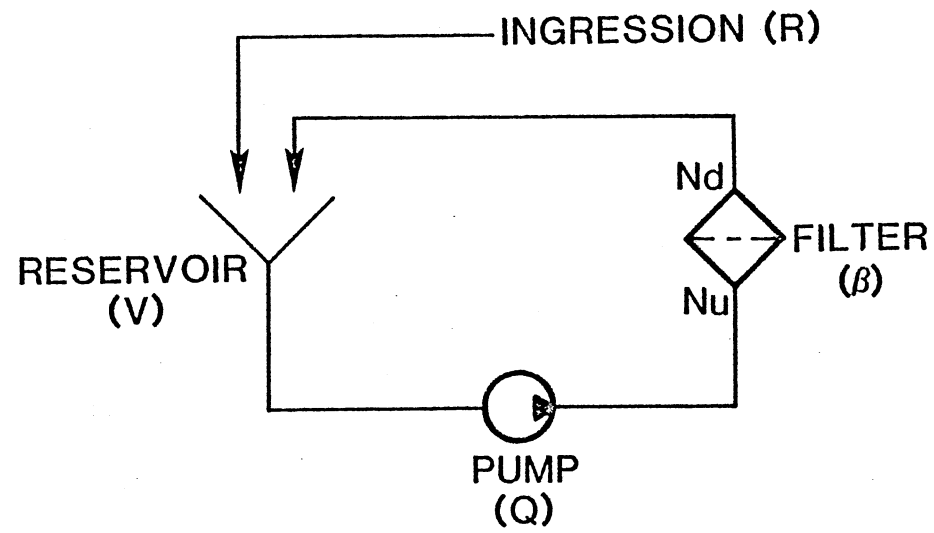 INGRESSION (R)
Nd
FILTER
(β)
RESERVOIR
(V)
Nu
PUMP
(Q)